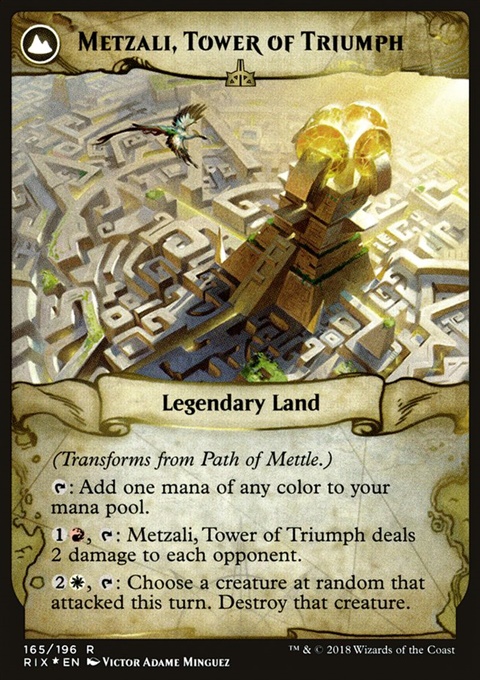 Metzali, Tower of Triumph
Legendary Land
(Transforms from Path of Mettle.)
: Add one mana of any color to your
mana pool.
1 , : Metzali, Tower of Triumph deals
2 damage to each opponent.
2 , : Choose a creature at random that
attacked this turn. Destroy that creature.
165/196 R
RIX★EN Victor Adame Minguez
™ & © 2018 Wizards of the Coast